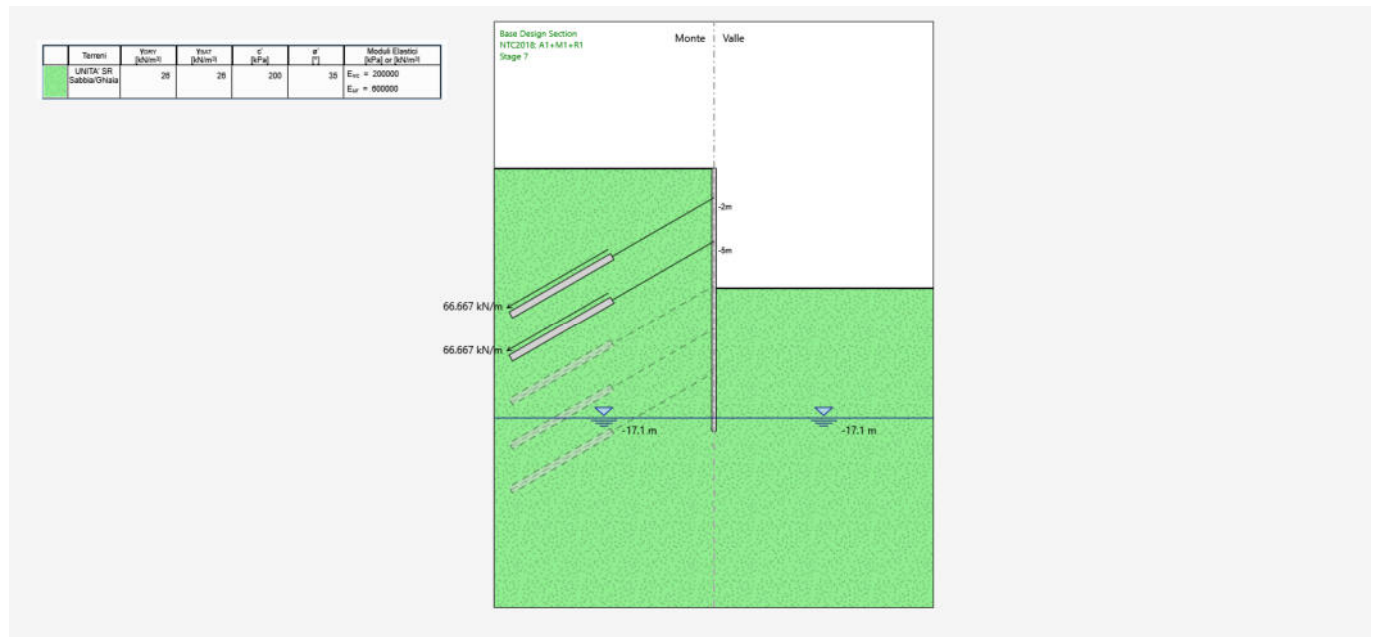 Terreni γDRY γSAT c' ø' Moduli Elastici
[kN/m³] [kN/m³] [kPa] [°] [kPa] or [kN/m³]
UNITA' SR
Sabbia/Ghiaia 26 26 200 35 Evc = 200000
Eur = 600000
Base Design Section
NTC2018: A1+M1+R1
Stage 7
Monte Valle
-2m
-5m
66.667 kN/m
66.667 kN/m
-17.1 m -17.1 m